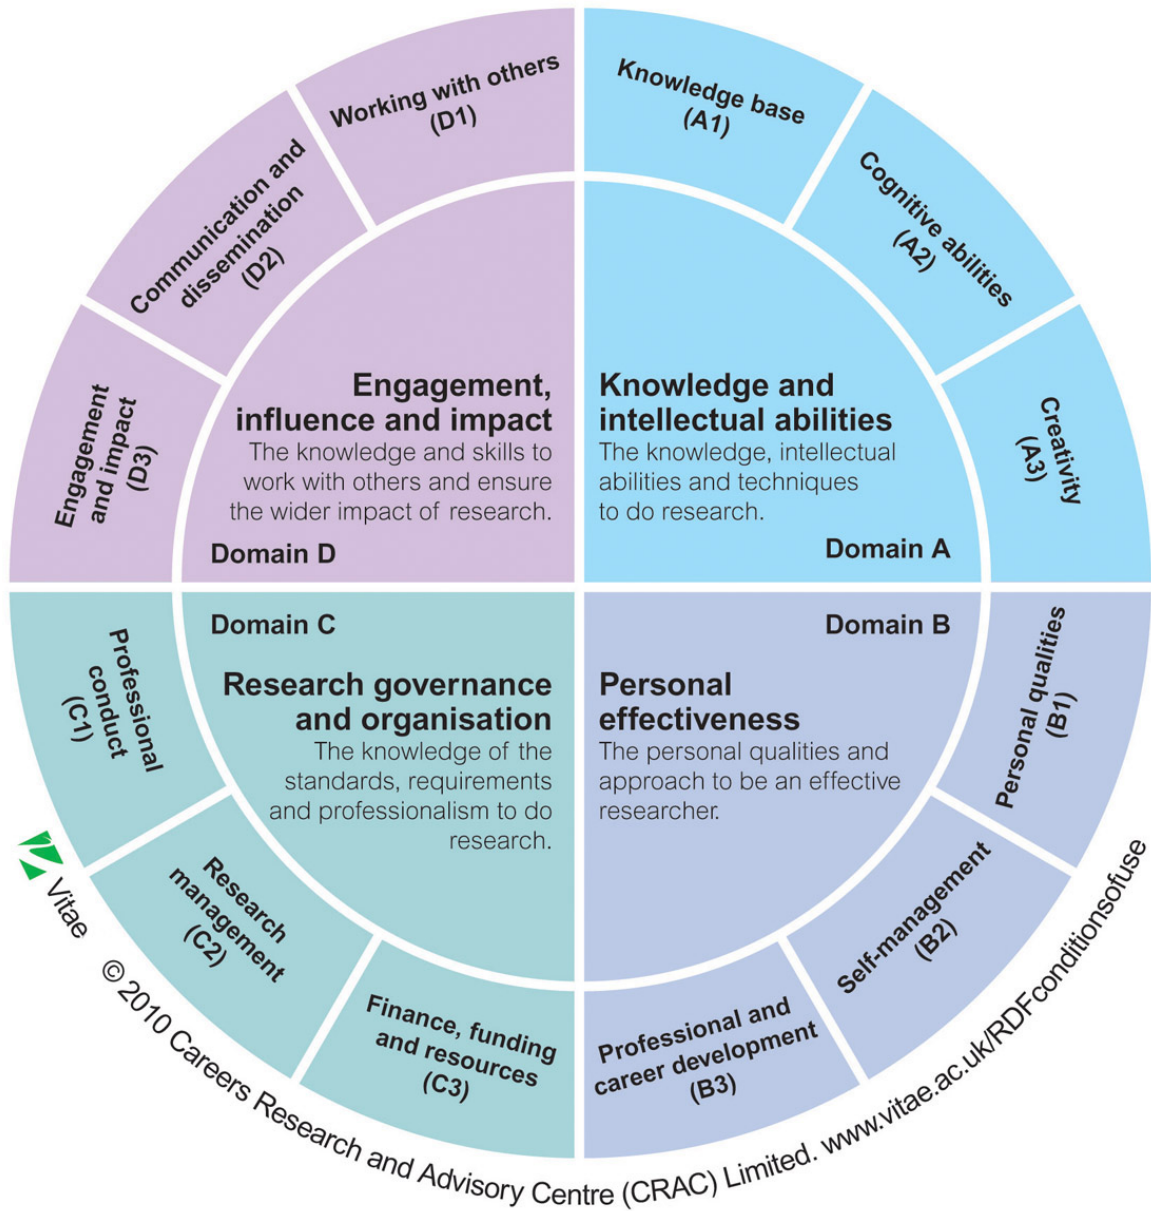 Working with others
(D1)
Knowledge base
(A1)
Communication and
dissemination
(D2)
Cognitive abilities
(A2)
Engagement
and impact
(D3)
Creativity
(A3)
Engagement,
influence and impact
The knowledge and skills to
work with others and ensure
the wider impact of research.
Domain D
Knowledge and
intellectual abilities
The knowledge, intellectual
abilities and techniques
to do research.
Domain A
Domain C
Research governance
and organisation
The knowledge of the
standards, requirements
and professionalism to do
research.
Domain B
Personal
effectiveness
The personal qualities and
approach to be an effective
researcher.
Professional
conduct
(C1)
Personal qualities
(B1)
Research
management
(C2)
Self-management
(B2)
Finance, funding
and resources
(C3)
Professional and
career development
(B3)
Vitae
© 2010 Careers Research and Advisory Centre (CRAC) Limited. www.vitae.ac.uk/RDFconditionsofuse